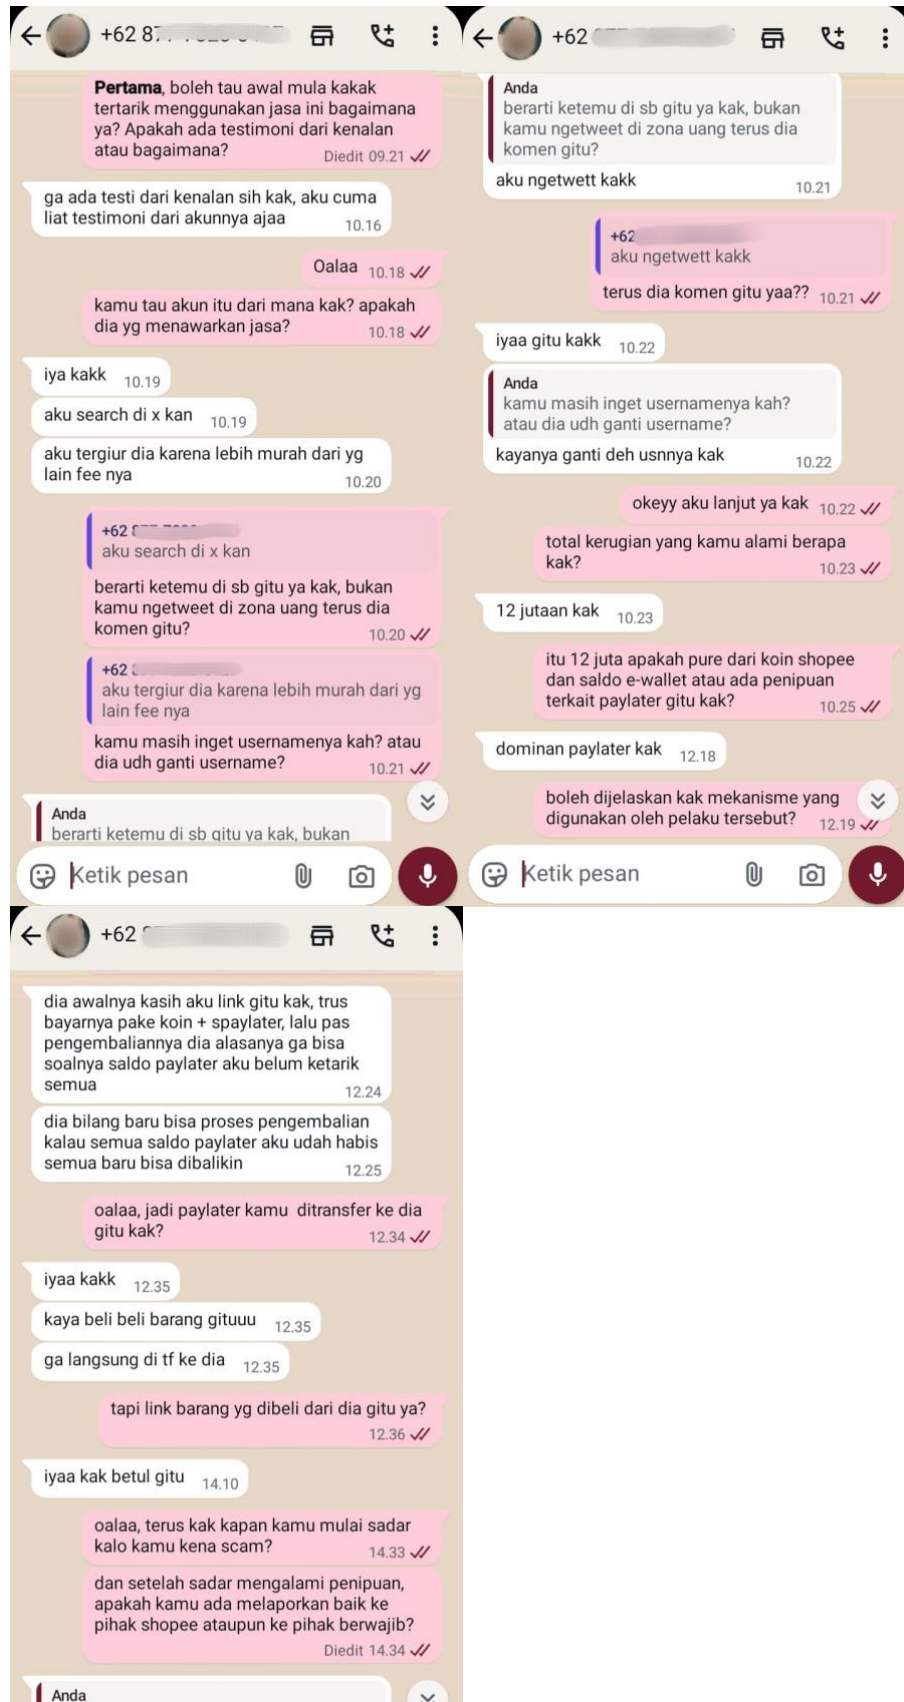 +62 8
Pertama, boleh tau awal mula kakak
tertarik menggunakan jasa ini bagaimana
ya? Apakah ada testimoni dari kenalan
atau bagaimana?
Diedit 09.21
ga ada testi dari kenalan sih kak, aku cuma
liat testimoni dari akunnya ajaa
10.16
Oalaa 10.18
kamu tau akun itu dari mana kak? apakah
dia yg menawarkan jasa?
10.18
iya kakk 10.19
aku search di x kan 10.19
aku tergiur dia karena lebih murah dari yg
lain fee nya
10.20
+62
aku search di x kan
berarti ketemu di sb gitu ya kak, bukan
kamu ngetweet di zona uang terus dia
komen gitu?
10.20
+62
aku tergiur dia karena lebih murah dari yg
lain fee nya
kamu masih inget usernamenya kah? atau
dia udh ganti username?
10.21
Anda
berarti ketemu di sb gitu ya kak, bukan
Ketik pesan
+62
Anda
berarti ketemu di sb gitu ya kak, bukan
kamu ngetweet di zona uang terus dia
komen gitu?
aku ngetwett kakk
10.21
+62
aku ngetwett kakk
terus dia komen gitu yaa?? 10.21
iyaa gitu kakk 10.22
Anda
kamu masih inget usernamenya kah?
atau dia udh ganti username?
kayanya ganti deh usnnya kak
10.22
okeyy aku lanjut ya kak 10.22
total kerugian yang kamu alami berapa
kak?
10.23
12 jutaan kak 10.23
itu 12 juta apakah pure dari koin shopee
dan saldo e-wallet atau ada penipuan
terkait paylater gitu kak?
10.25
dominan paylater kak 12.18
boleh dijelaskan kak mekanisme yang
digunakan oleh pelaku tersebut?
12.19
Ketik pesan
+62
dia awalnya kasih aku link gitu kak, trus
bayarnya pake koin + spaylater, lalu pas
pengembaliannya dia alasanya ga bisa
soalnya saldo paylater aku belum ketarik
semua
12.24
dia bilang baru bisa proses pengembalian
kalau semua saldo paylater aku udah habis
semua baru bisa dibalikin
12.25
oalaa, jadi paylater kamu ditransfer ke dia
gitu kak?
12.34
iyaa kakk 12.35
kaya beli beli barang gituuu 12.35
ga langsung di tf ke dia 12.35
tapi link barang yg dibeli dari dia gitu ya?
12.36
iyaa kak betul gitu 14.10
oalaa, terus kak kapan kamu mulai sadar
kalo kamu kena scam?
14.33
dan setelah sadar mengalami penipuan,
apakah kamu ada melaporkan baik ke
pihak shopee ataupun ke pihak berwajib?
Diedit 14.34
Anda